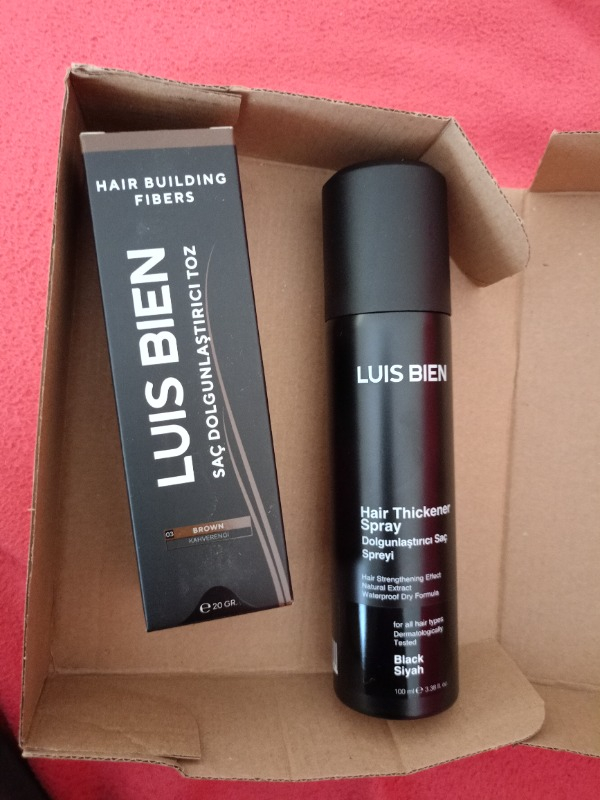 HAIR BUILDING
FIBERS
LUIS BIEN
SAÇ DOLGUNLAŞTIRICI TOZ
03 BROWN
KAHVERENGİ
℮ 20 GR.
LUIS BIEN
Hair Thickener
Spray
Dolgunlaştırıcı Saç
Spreyi
Hair Strengthening Effect
Natural Extract
Waterproof Dry Formula
for all hair types
Dermatologically
Tested
Black
Siyah
100 ml ℮ 3.38 fl. oz